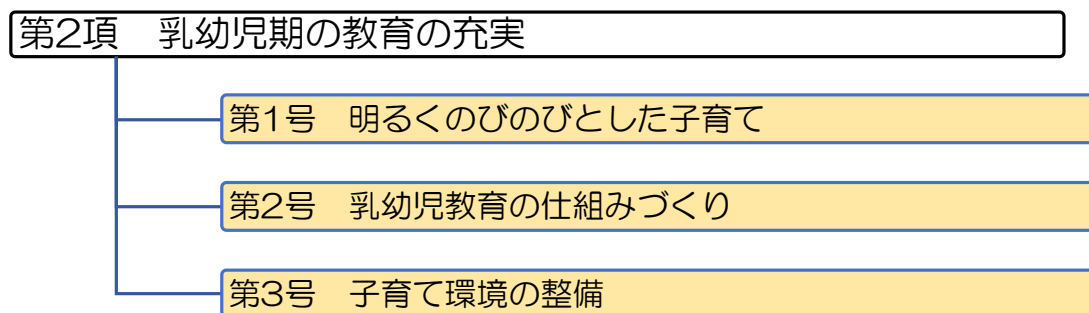 第2項　乳幼児期の教育の充実
第1号　明るくのびのびとした子育て
第2号　乳幼児教育の仕組みづくり
第3号　子育て環境の整備